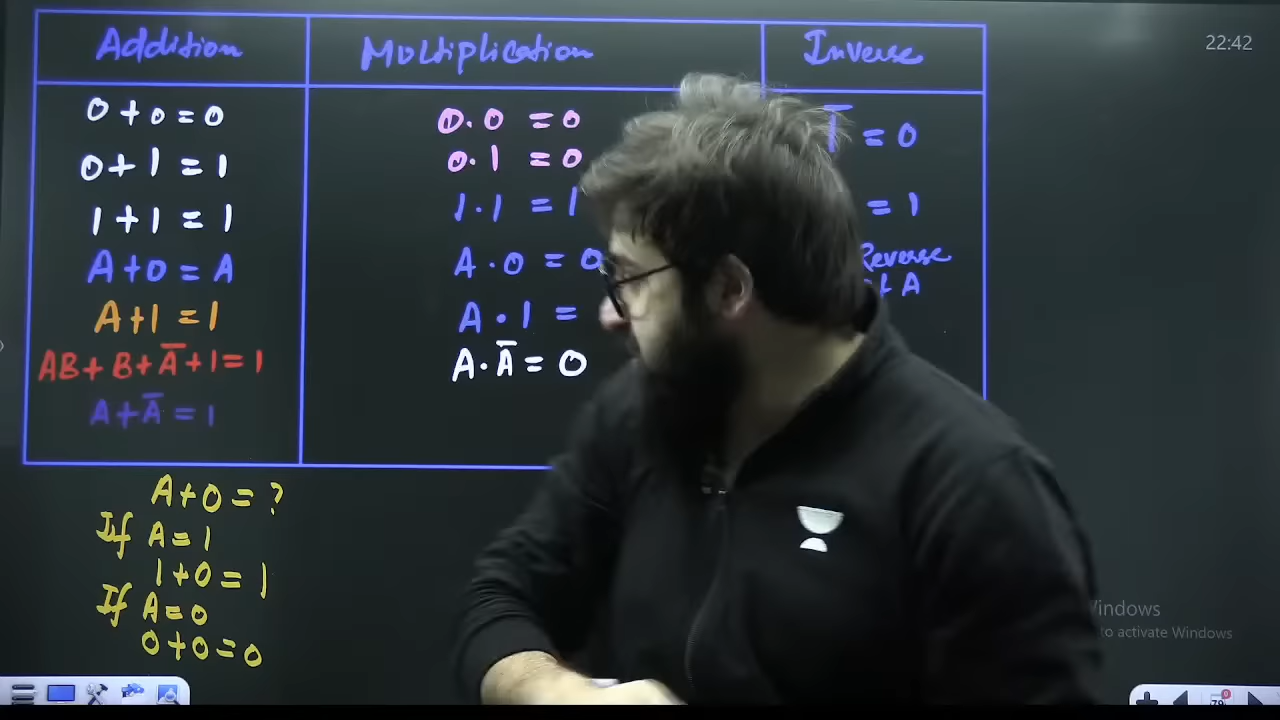 Addition
Multiplication
Inverse
22:42
0 + 0 = 0
0 + 1 = 1
1 + 1 = 1
A + 0 = A
A + 1 = 1
AB + B + A̅ + 1 = 1
A + A̅ = 1
0 . 0 = 0
0 . 1 = 0
1 . 1 = 1
A . 0 = 0
A . 1 =
A . A̅ = 0
= 0
= 1
Reverse
A
A + 0 = ?
If A = 1
1 + 0 = 1
If A = 0
0 + 0 = 0
Windows
to activate Windows